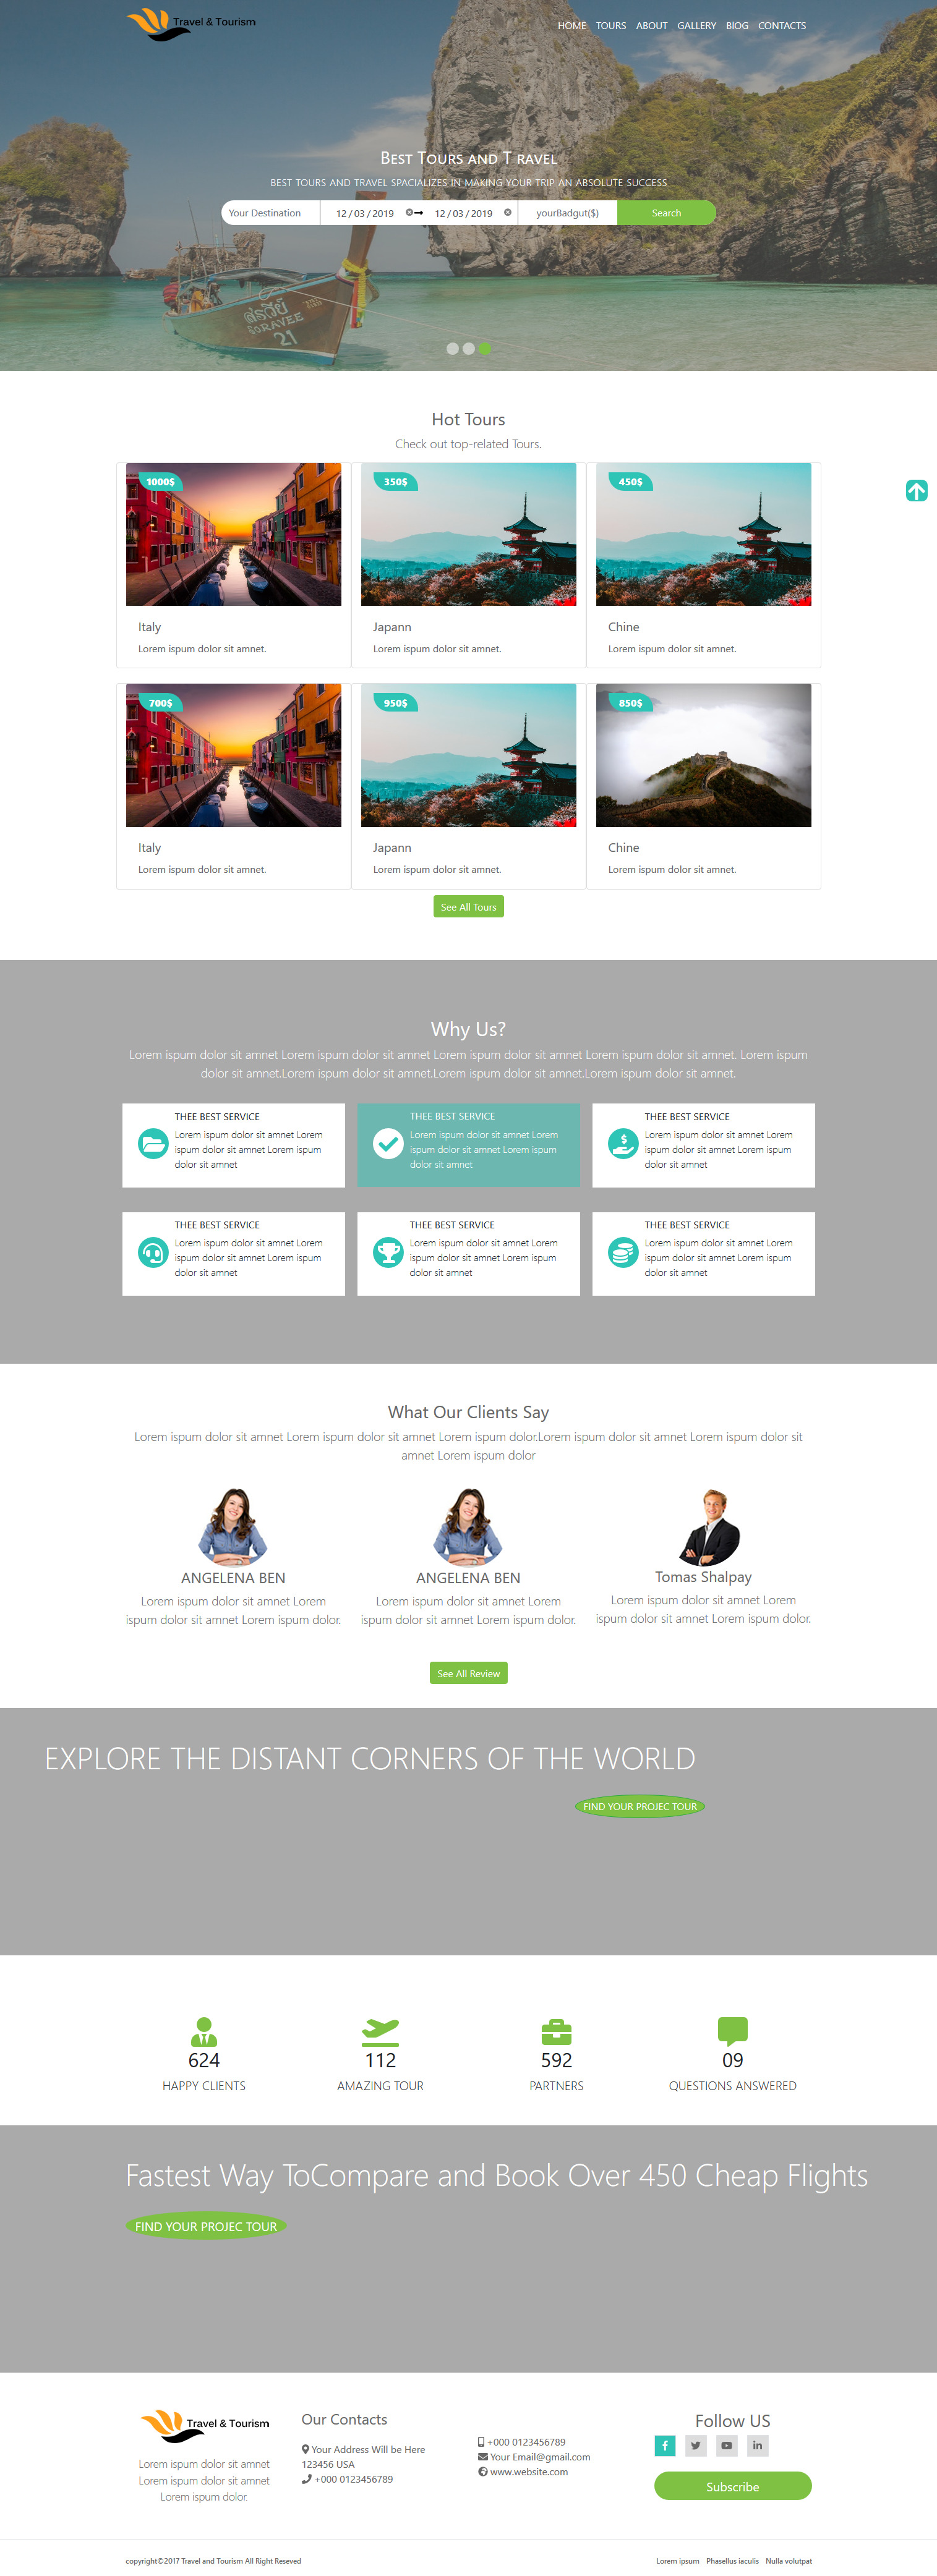 Travel & Tourism
HOME TOURS ABOUT GALLERY BlOG CONTACTS
Best Tours and T ravel
BEST TOURS AND TRAVEL SPACIALIZES IN MAKING YOUR TRIP AN ABSOLUTE SUCCESS
Your Destination 12 / 03 / 2019 12 / 03 / 2019 yourBadgut($) Search
สรวีย์
SORAVEE
21
Hot Tours
Check out top-related Tours.
1000$ 350$ 450$
Italy Japann Chine
Lorem ispum dolor sit amnet. Lorem ispum dolor sit amnet. Lorem ispum dolor sit amnet.
700$ 950$ 850$
Italy Japann Chine
Lorem ispum dolor sit amnet. Lorem ispum dolor sit amnet. Lorem ispum dolor sit amnet.
See All Tours
Why Us?
Lorem ispum dolor sit amnet Lorem ispum dolor sit amnet Lorem ispum dolor sit amnet Lorem ispum dolor sit amnet. Lorem ispum
dolor sit amnet.Lorem ispum dolor sit amnet.Lorem ispum dolor sit amnet.Lorem ispum dolor sit amnet.
THEE BEST SERVICE
Lorem ispum dolor sit amnet Lorem
ispum dolor sit amnet Lorem ispum
dolor sit amnet
THEE BEST SERVICE
Lorem ispum dolor sit amnet Lorem
ispum dolor sit amnet Lorem ispum
dolor sit amnet
THEE BEST SERVICE
Lorem ispum dolor sit amnet Lorem
ispum dolor sit amnet Lorem ispum
dolor sit amnet
THEE BEST SERVICE
Lorem ispum dolor sit amnet Lorem
ispum dolor sit amnet Lorem ispum
dolor sit amnet
THEE BEST SERVICE
Lorem ispum dolor sit amnet Lorem
ispum dolor sit amnet Lorem ispum
dolor sit amnet
THEE BEST SERVICE
Lorem ispum dolor sit amnet Lorem
ispum dolor sit amnet Lorem ispum
dolor sit amnet
What Our Clients Say
Lorem ispum dolor sit amnet Lorem ispum dolor sit amnet Lorem ispum dolor.Lorem ispum dolor sit amnet Lorem ispum dolor sit
amnet Lorem ispum dolor
ANGELENA BEN
Lorem ispum dolor sit amnet Lorem
ispum dolor sit amnet Lorem ispum dolor.
ANGELENA BEN
Lorem ispum dolor sit amnet Lorem
ispum dolor sit amnet Lorem ispum dolor.
Tomas Shalpay
Lorem ispum dolor sit amnet Lorem
ispum dolor sit amnet Lorem ispum dolor.
See All Review
EXPLORE THE DISTANT CORNERS OF THE WORLD
FIND YOUR PROJEC TOUR
624 112 592 09
HAPPY CLIENTS AMAZING TOUR PARTNERS QUESTIONS ANSWERED
Fastest Way ToCompare and Book Over 450 Cheap Flights
FIND YOUR PROJEC TOUR
Travel & Tourism
Lorem ispum dolor sit amnet
Lorem ispum dolor sit amnet
Lorem ispum dolor.
Our Contacts
Your Address Will be Here
123456 USA
+000 0123456789
+000 0123456789
Your Email@gmail.com
www.website.com
Follow US
Subscribe
copyright©2017 Travel and Tourism All Right Reseved
Lorem ipsum Phasellus iaculis Nulla volutpat